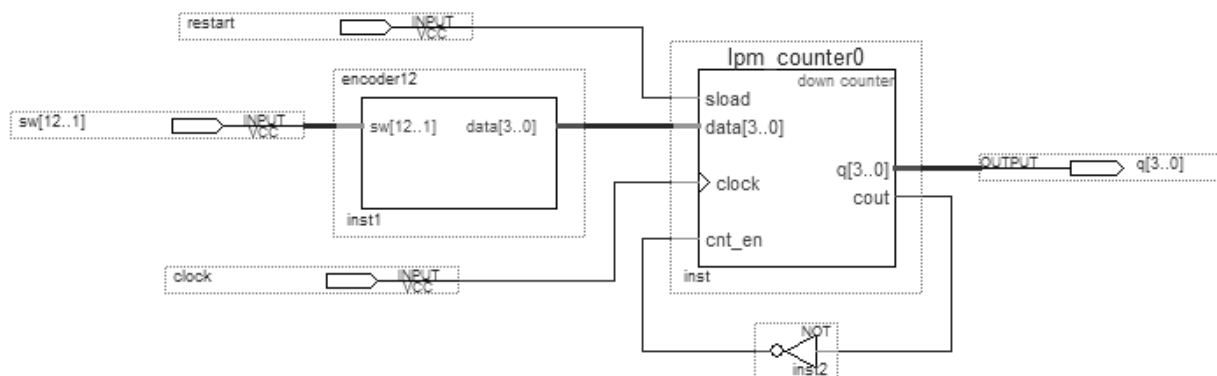 restart
INPUT
VCC
lpm_counter0
down counter
encoder12
sload
sw[12..1]
INPUT
VCC
sw[12..1]
data[3..0]
data[3..0]
q[3..0]
OUTPUT
q[3..0]
clock
cout
inst1
cnt_en
clock
INPUT
VCC
inst
NOT
inst2